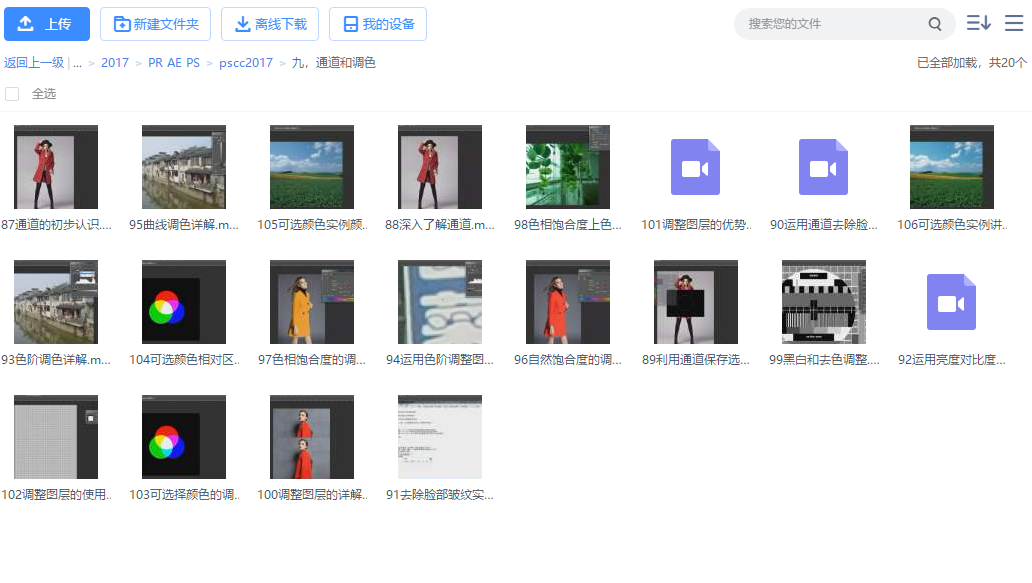 上传 新建文件夹 离线下载 我的设备 搜索您的文件
返回上一级 | ... > 2017 > PR AE PS > pscc2017 > 九，通道和调色 已全部加载，共20个
全选
87通道的初步认识.... 95曲线调色详解.m... 105可选颜色实例颜.. 88深入了解通道.m... 98色相饱合度上色... 101调整图层的优势.. 90运用通道去除脸... 106可选颜色实例讲..
93色阶调色详解.m... 104可选颜色相对区.. 97色相饱合度的调... 94运用色阶调整图... 96自然饱合度的调... 89利用通道保存选... 99黑白和去色调整.... 92运用亮度对比度...
102调整图层的使用.. 103可选择颜色的调.. 100调整图层的详解.. 91去除脸部皱纹实...